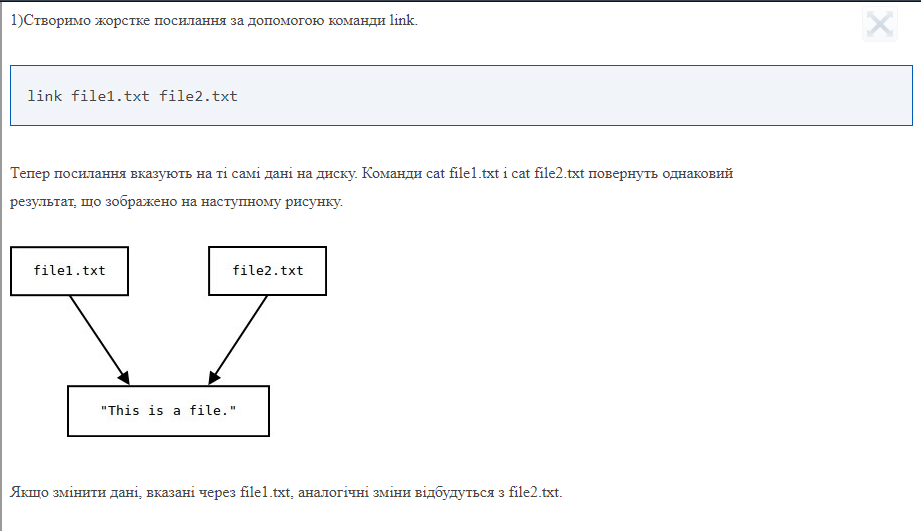 1)Створимо жорстке посилання за допомогою команди link.
link file1.txt file2.txt
Тепер посилання вказують на ті самі дані на диску. Команди cat file1.txt і cat file2.txt повернуть однаковий
результат, що зображено на наступному рисунку.
file1.txt
file2.txt
"This is a file."
Якщо змінити дані, вказані через file1.txt, аналогічні зміни відбудуться з file2.txt.